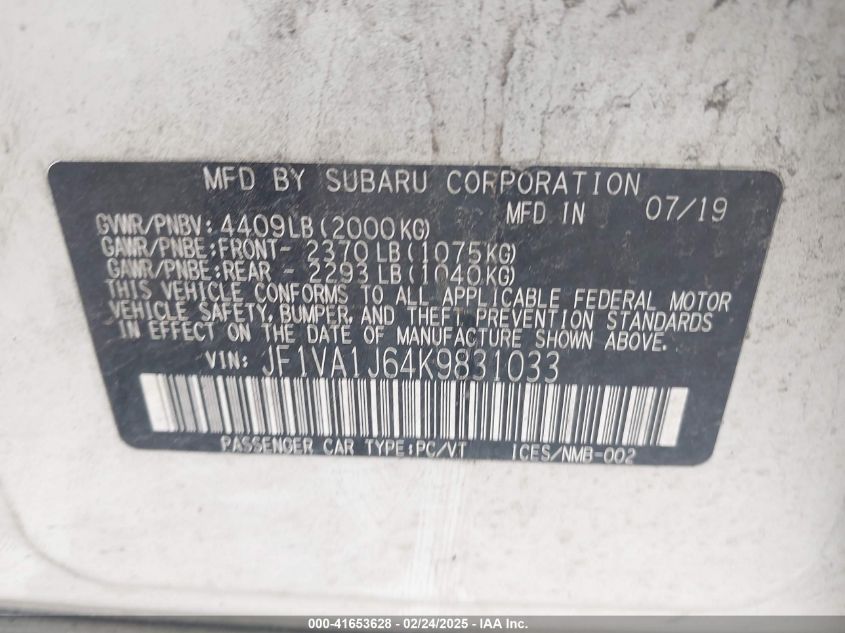 MFD BY SUBARU CORPORATION
MFD IN 07/19
GVWR/PNBV: 4409LB(2000KG)
GAWR/PNBE:FRONT- 2370LB(1075KG)
GAWR/PNBE:REAR - 2293LB(1040KG)
THIS VEHICLE CONFORMS TO ALL APPLICABLE FEDERAL MOTOR
VEHICLE SAFETY, BUMPER, AND THEFT PREVENTION STANDARDS
IN EFFECT ON THE DATE OF MANUFACTURE SHOWN ABOVE.
VIN: JF1VA1J64K9831033
PASSENGER CAR TYPE:PC/VT ICES/NMB-002
000-41653628 - 02/24/2025 - IAA Inc.